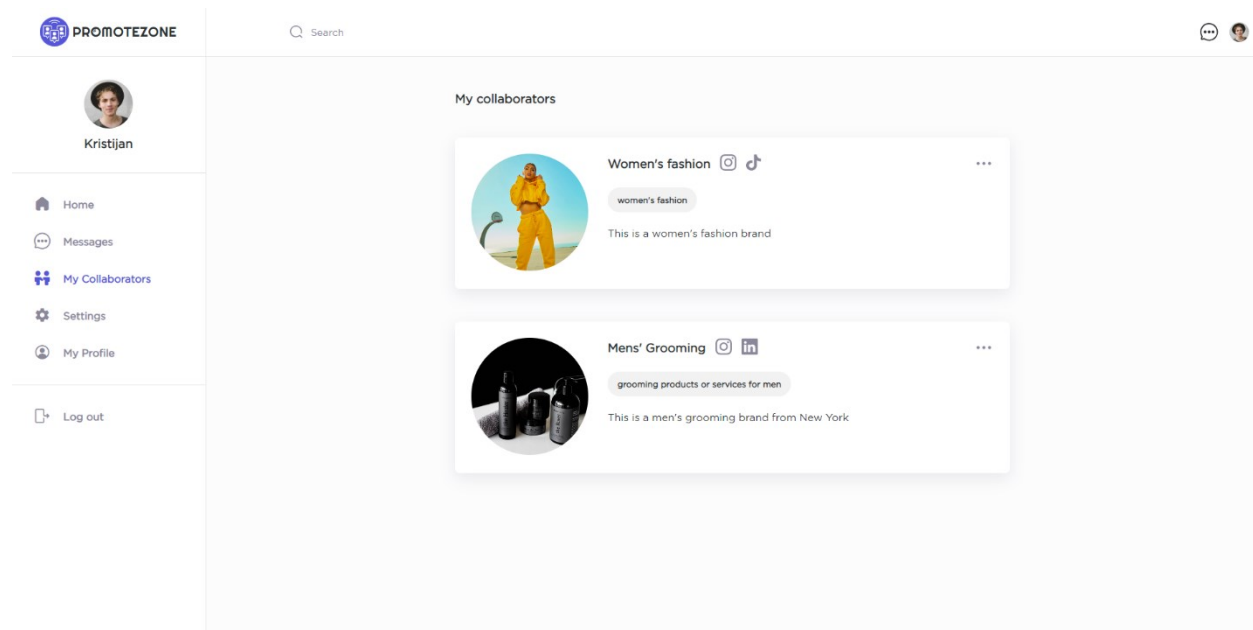 PROMOTEZONE
Search
Kristijan
Home
Messages
My Collaborators
Settings
My Profile
Log out
My collaborators
Women's fashion
women's fashion
This is a women's fashion brand
Mens' Grooming in
grooming products or services for men
This is a men's grooming brand from New York